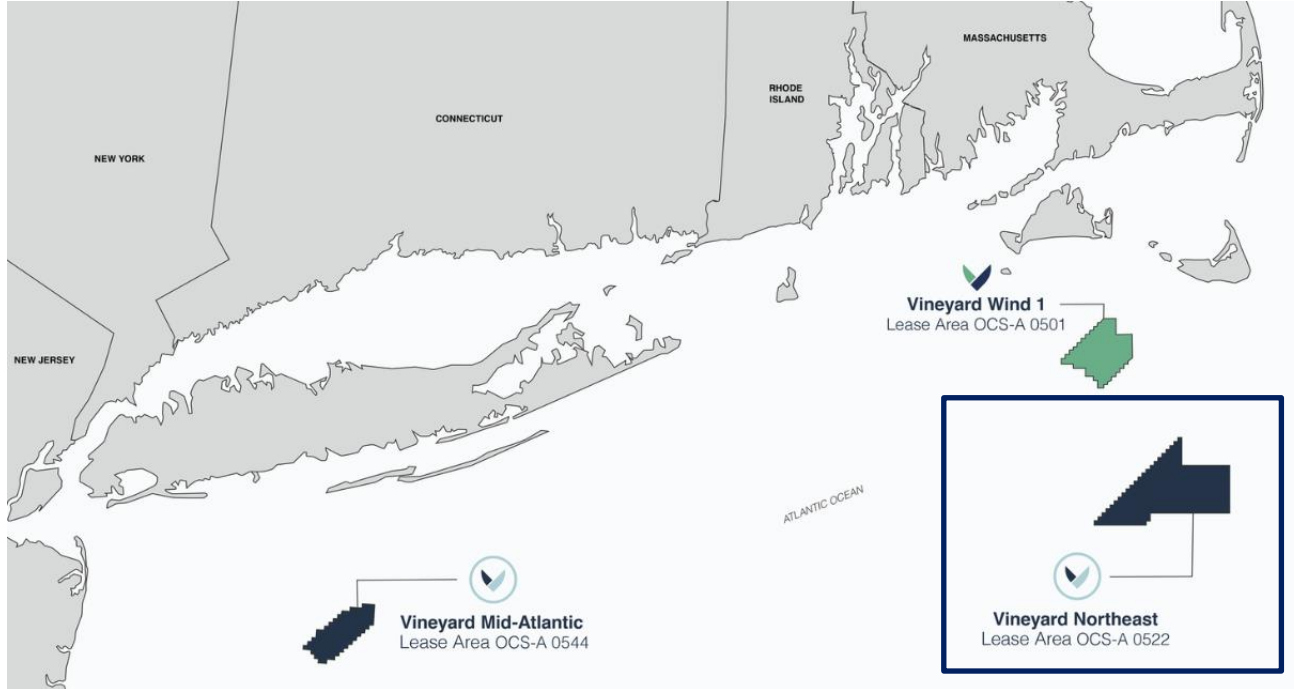 MASSACHUSETTS
RHODE
ISLAND
CONNECTICUT
NEW YORK
Vineyard Wind 1
Lease Area OCS-A 0501
NEW JERSEY
ATLANTIC OCEAN
Vineyard Mid-Atlantic
Lease Area OCS-A 0544
Vineyard Northeast
Lease Area OCS-A 0522